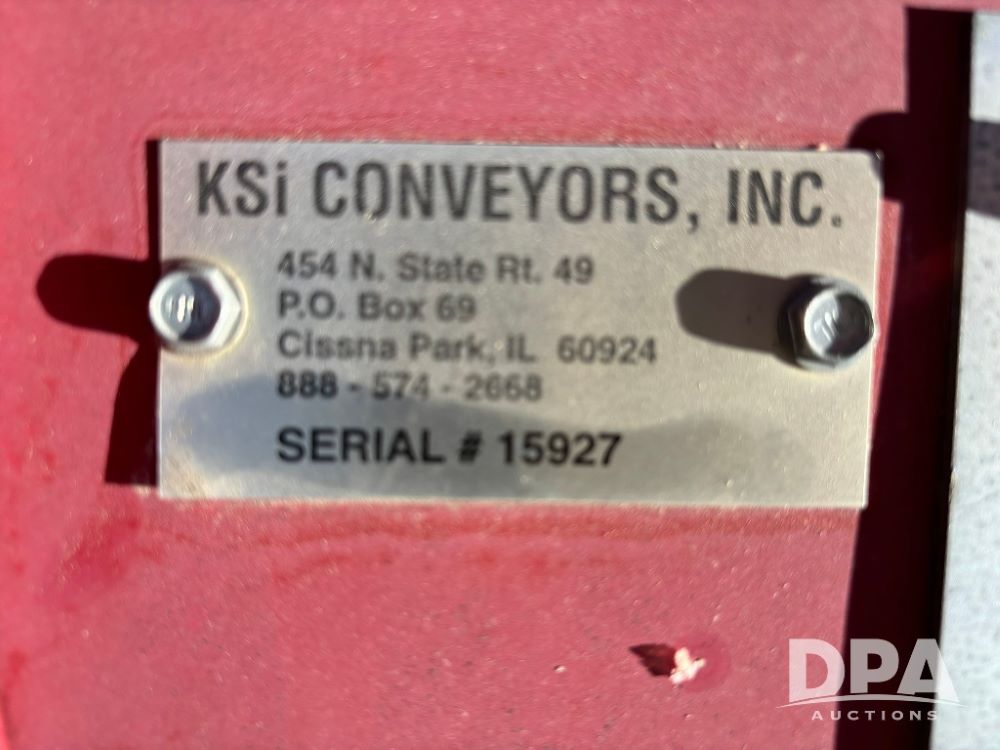 KSi CONVEYORS, INC.
454 N. State Rt. 49
P.O. Box 69
Cissna Park, IL 60924
888 - 574 - 2668
SERIAL # 15927
DPA
AUCTIONS